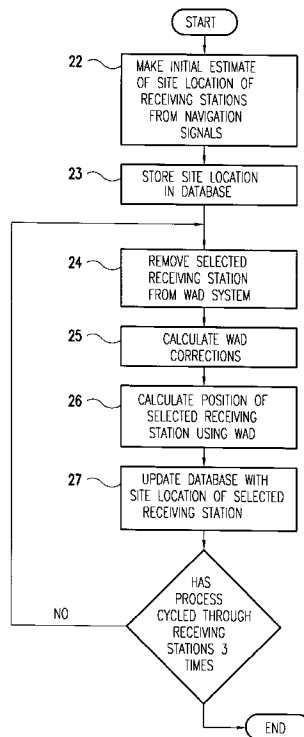 START
22
MAKE INITIAL ESTIMATE
OF SITE LOCATION OF
RECEIVING STATIONS
FROM NAVIGATION
SIGNALS
23
STORE SITE LOCATION
IN DATABASE
24
REMOVE SELECTED
RECEIVING STATION
FROM WAD SYSTEM
25
CALCULATE WAD
CORRECTIONS
26
CALCULATE POSITION OF
SELECTED RECEIVING
STATION USING WAD
27
UPDATE DATABASE WITH
SITE LOCATION OF SELECTED
RECEIVING STATION
HAS
PROCESS
CYCLED THROUGH
RECEIVING
STATIONS 3
TIMES
NO
END